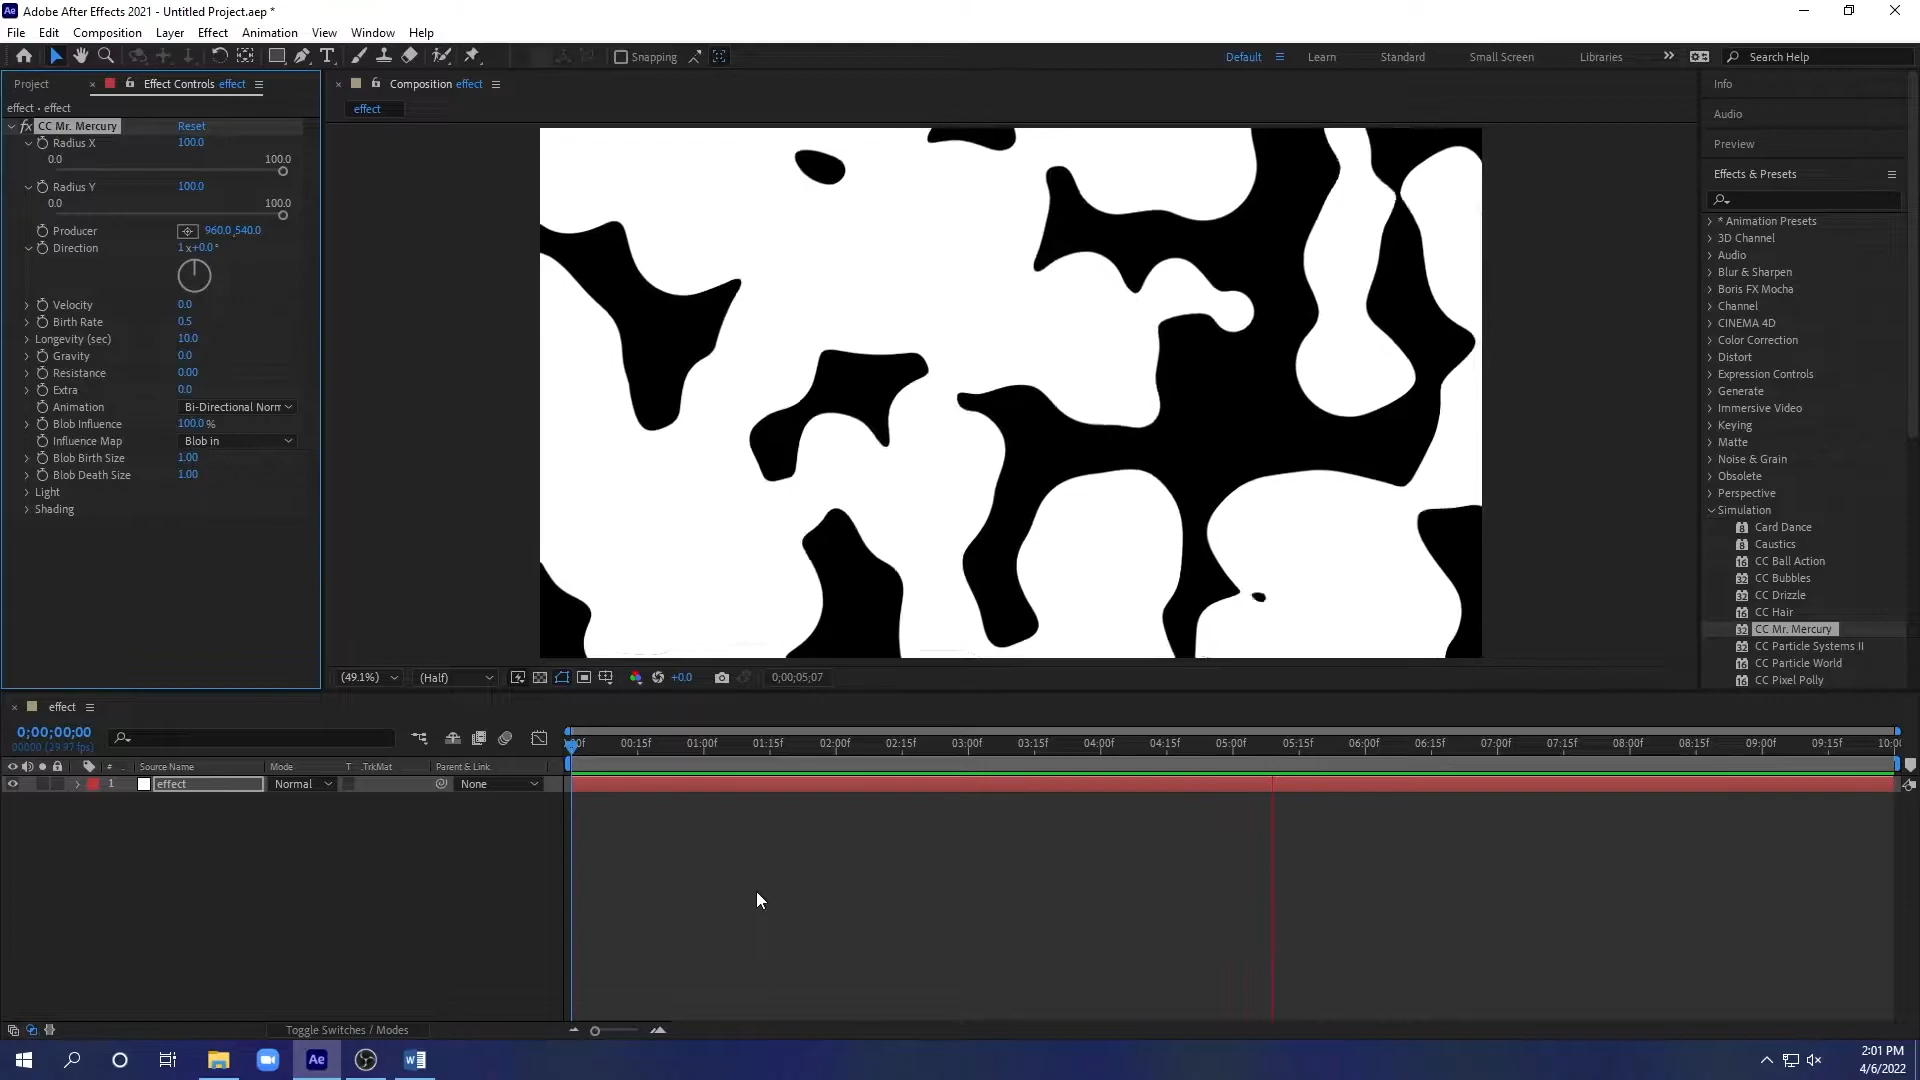 Adobe After Effects 2021 - Untitled Project.aep *
File Edit Composition Layer Effect Animation View Window Help
Snapping Default Learn Standard Small Screen Libraries Search Help
Project Effect Controls effect
effect • effect
fx CC Mr. Mercury Reset
Radius X 100.0
0.0 100.0
Radius Y 100.0
0.0 100.0
Producer 960.0,540.0
Direction 1x+0.0°
Velocity 0.0
Birth Rate 0.5
Longevity (sec) 10.0
Gravity 0.0
Resistance 0.00
Extra 0.0
Animation Bi-Directional Norm
Blob Influence 100.0 %
Influence Map Blob in
Blob Birth Size 1.00
Blob Death Size 1.00
Light
Shading
Composition effect
effect
(49.1%) (Half) +0.0 0;00;05;07
Info
Audio
Preview
Effects & Presets
* Animation Presets
3D Channel
Audio
Blur & Sharpen
Boris FX Mocha
Channel
CINEMA 4D
Color Correction
Distort
Expression Controls
Generate
Immersive Video
Keying
Matte
Noise & Grain
Obsolete
Perspective
Simulation
Card Dance
Caustics
CC Ball Action
CC Bubbles
CC Drizzle
CC Hair
CC Mr. Mercury
CC Particle Systems II
CC Particle World
CC Pixel Polly
effect
0;00;00;00
00000 (29.97 fps)
00f 00:15f 01:00f 01:15f 02:00f 02:15f 03:00f 03:15f 04:00f 04:15f 05:00f 05:15f 06:00f 06:15f 07:00f 07:15f 08:00f 08:15f 09:00f 09:15f 10:00
# Source Name Mode T .TrkMat Parent & Link
1 effect Normal None
Toggle Switches / Modes
2:01 PM
4/6/2022